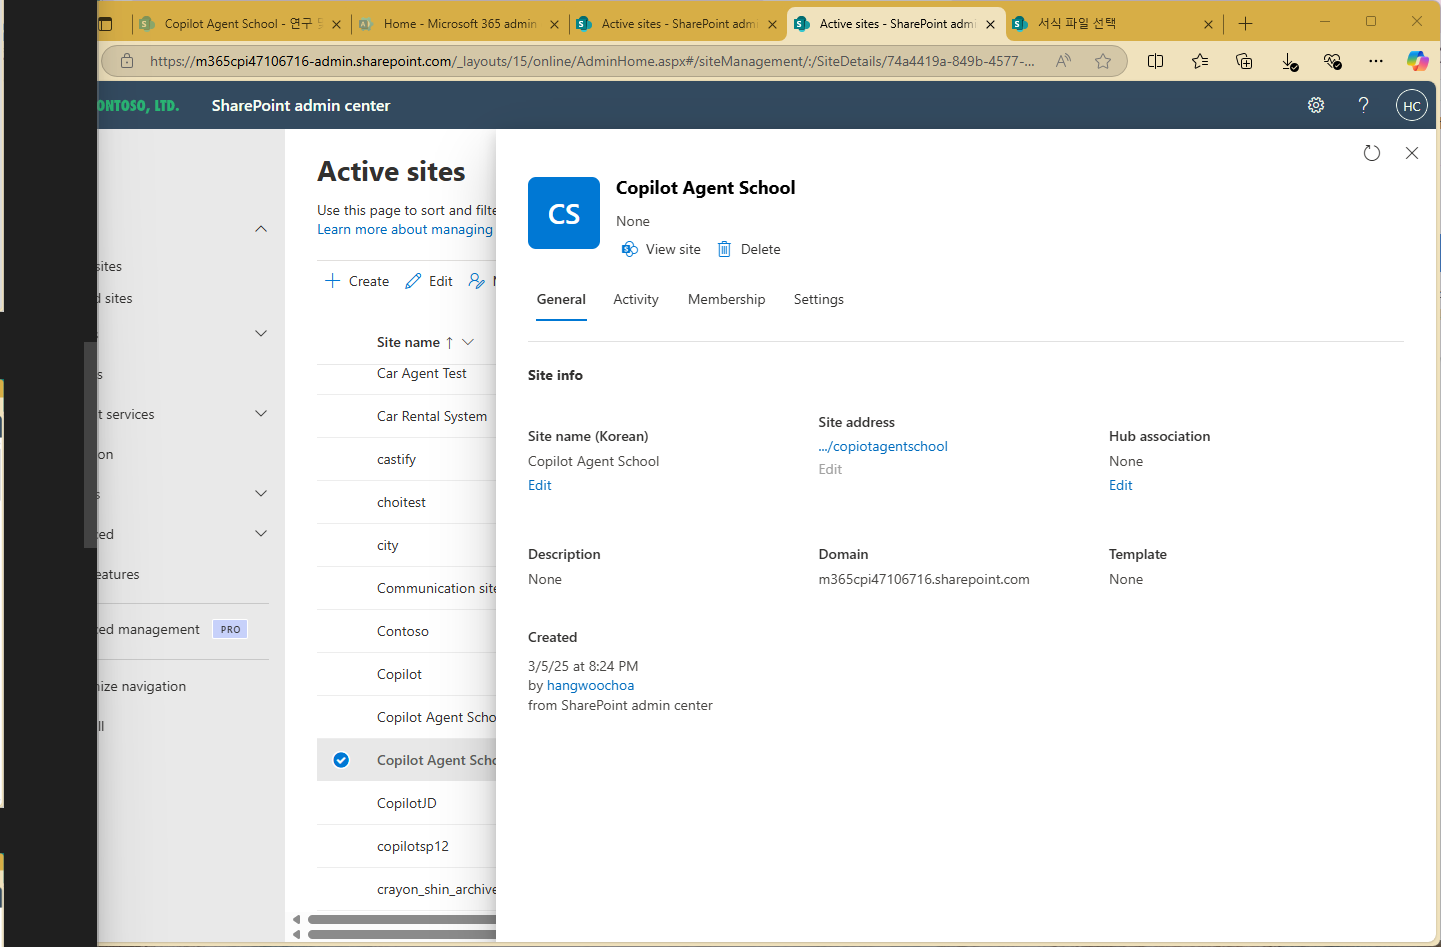 Copilot Agent School - 연구 및
Home - Microsoft 365 admin
Active sites - SharePoint admi
Active sites - SharePoint admi
서식 파일 선택
https://m365cpi47106716-admin.sharepoint.com/_layouts/15/online/AdminHome.aspx#/siteManagement/:/SiteDetails/74a4419a-849b-4577-...
ONTOSO, LTD.
SharePoint admin center
HC
ites
d sites
s
t services
on
s
ed
eatures
ed management PRO
ize navigation
ll
Active sites
Use this page to sort and filte
Learn more about managing
Create
Edit
Site name ↑
Car Agent Test
Car Rental System
castify
choitest
city
Communication site
Contoso
Copilot
Copilot Agent Scho
Copilot Agent Scho
CopilotJD
copilotsp12
crayon_shin_archive
CS
Copilot Agent School
None
View site
Delete
General
Activity
Membership
Settings
Site info
Site name (Korean)
Copilot Agent School
Edit
Site address
.../copiotagentschool
Edit
Hub association
None
Edit
Description
None
Domain
m365cpi47106716.sharepoint.com
Template
None
Created
3/5/25 at 8:24 PM
by hangwoochoa
from SharePoint admin center